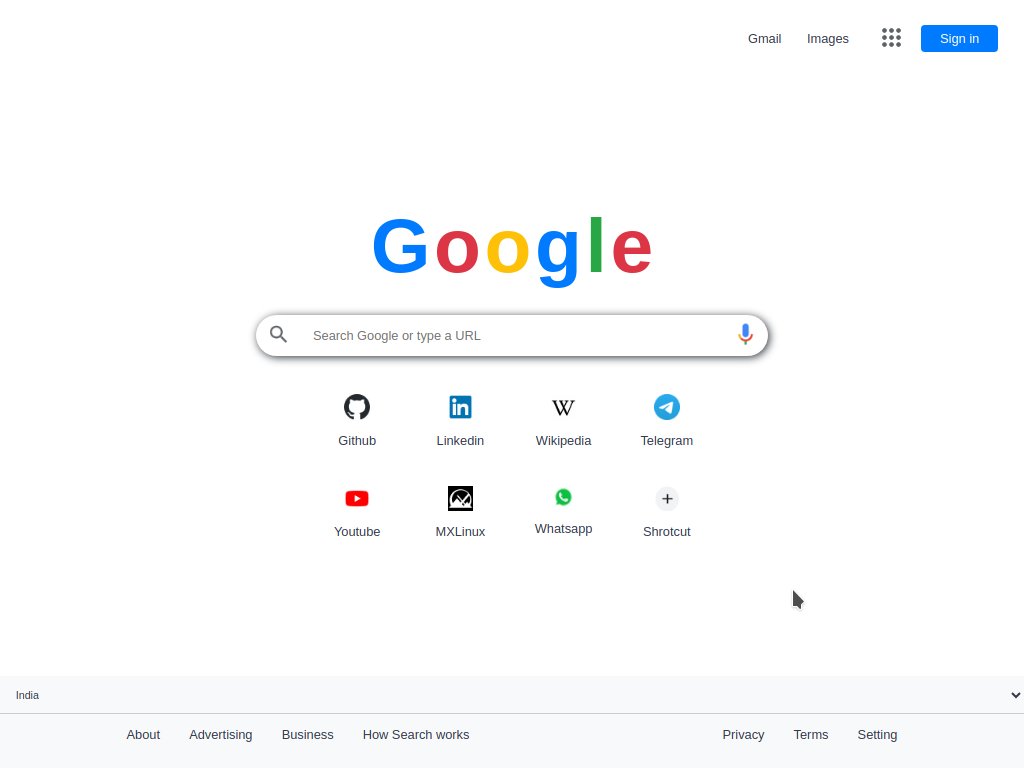 Gmail Images Sign in
Google
Search Google or type a URL
Github Linkedin Wikipedia Telegram
Youtube MXLinux Whatsapp Shrotcut
India
About Advertising Business How Search works Privacy Terms Setting